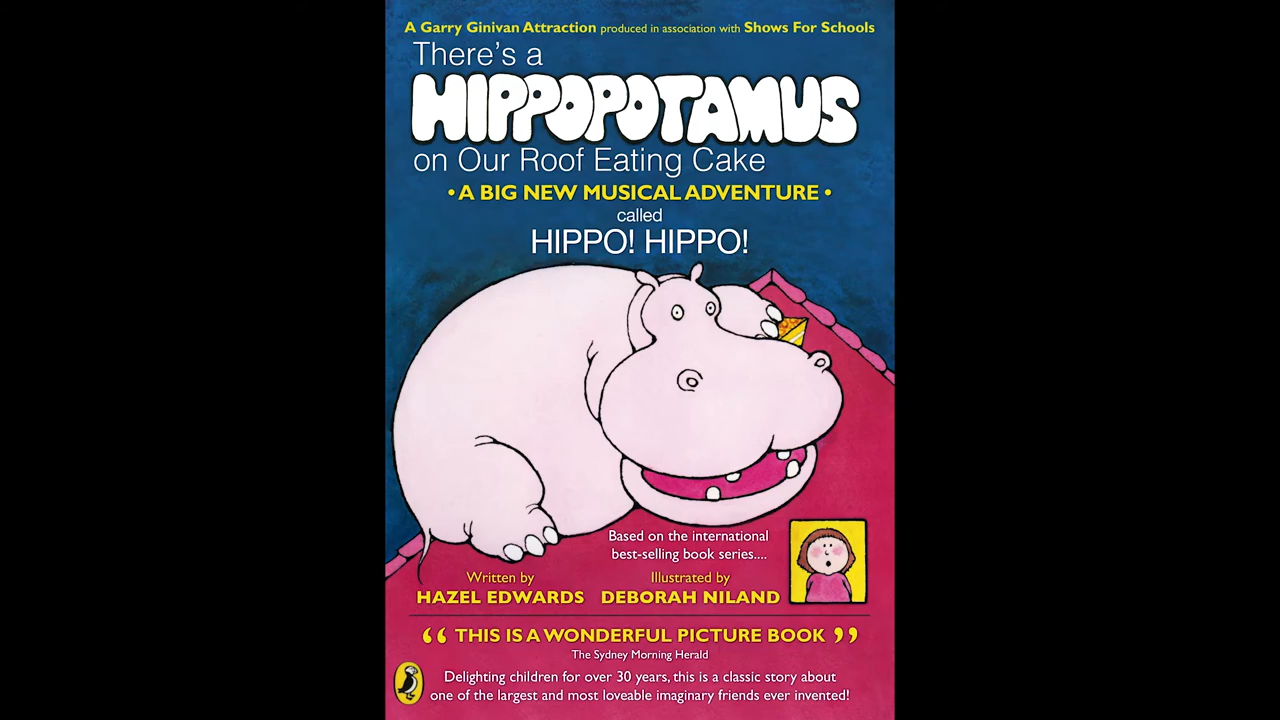 A Garry Ginivan Attraction produced in association with Shows For Schools
There's a
HIPPOPOTAMUS
on Our Roof Eating Cake
• A BIG NEW MUSICAL ADVENTURE •
called
HIPPO! HIPPO!
Based on the international
best-selling book series....
Written by
HAZEL EDWARDS
Illustrated by
DEBORAH NILAND
“ THIS IS A WONDERFUL PICTURE BOOK ”
The Sydney Morning Herald
Delighting children for over 30 years, this is a classic story about
one of the largest and most loveable imaginary friends ever invented!